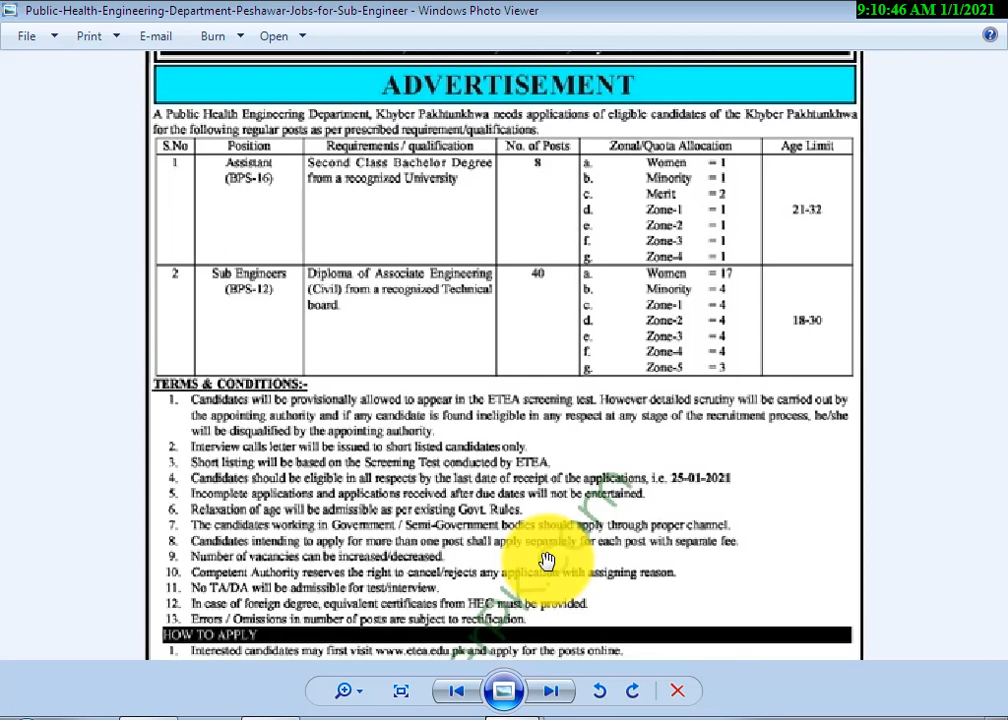 Public-Health-Engineering-Department-Peshawar-Jobs-for-Sub-Engineer - Windows Photo Viewer
9:10:46 AM 1/1/2021
File Print E-mail Burn Open
ADVERTISEMENT
A Public Health Engineering Department, Khyber Pakhtunkhwa needs applications of eligible candidates of the Khyber Pakhtunkhwa
for the following regular posts as per prescribed requirement/qualifications.
S.No Position Requirements / qualification No. of Posts Zonal/Quota Allocation Age Limit
1 Assistant Second Class Bachelor Degree 8 a. Women = 1
(BPS-16) from a recognized University b. Minority = 1
c. Merit = 2
d. Zone-1 = 1 21-32
e. Zone-2 = 1
f. Zone-3 = 1
g. Zone-4 = 1
2 Sub Engineers Diploma of Associate Engineering 40 a. Women = 17
(BPS-12) (Civil) from a recognized Technical b. Minority = 4
board. c. Zone-1 = 4
d. Zone-2 = 4 18-30
e. Zone-3 = 4
f. Zone-4 = 4
g. Zone-5 = 3
TERMS & CONDITIONS:-
1. Candidates will be provisionally allowed to appear in the ETEA screening test. However detailed scrutiny will be carried out by
the appointing authority and if any candidate is found ineligible in any respect at any stage of the recruitment process, he/she
will be disqualified by the appointing authority.
2. Interview calls letter will be issued to short listed candidates only.
3. Short listing will be based on the Screening Test conducted by ETEA.
4. Candidates should be eligible in all respects by the last date of receipt of the applications, i.e. 25-01-2021
5. Incomplete applications and applications received after due dates will not be entertained.
6. Relaxation of age will be admissible as per existing Govt. Rules.
7. The candidates working in Government / Semi-Government bodies should apply through proper channel.
8. Candidates intending to apply for more than one post shall apply separately for each post with separate fee.
9. Number of vacancies can be increased/decreased.
10. Competent Authority reserves the right to cancel/rejects any application with assigning reason.
11. No TA/DA will be admissible for test/interview.
12. In case of foreign degree, equivalent certificates from HEC must be provided.
13. Errors / Omissions in number of posts are subject to rectification.
HOW TO APPLY
1. Interested candidates may first visit www.etea.edu.pk and apply for the posts online.